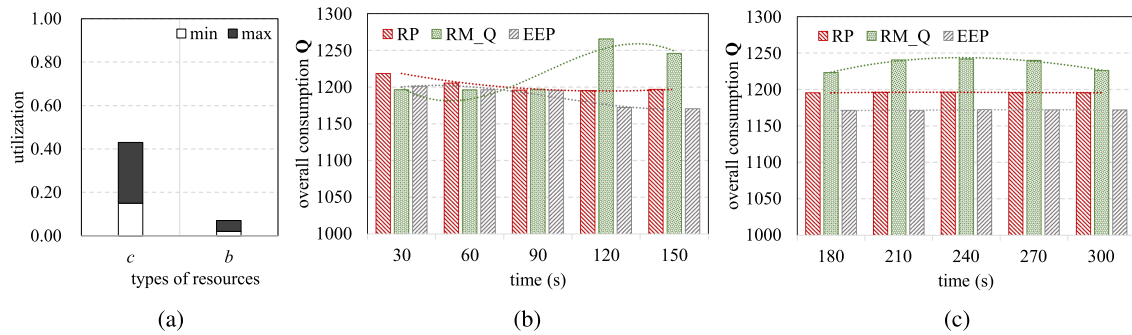 min max
1.00
0.80
0.60
0.40
0.20
0.00
utilization
c b
types of resources
(a)
RP RM_Q EEP
1300
1250
1200
1150
1100
1050
1000
overall consumption Q
30 60 90 120 150
time (s)
(b)
RP RM_Q EEP
1300
1250
1200
1150
1100
1050
1000
overall consumption Q
180 210 240 270 300
time (s)
(c)